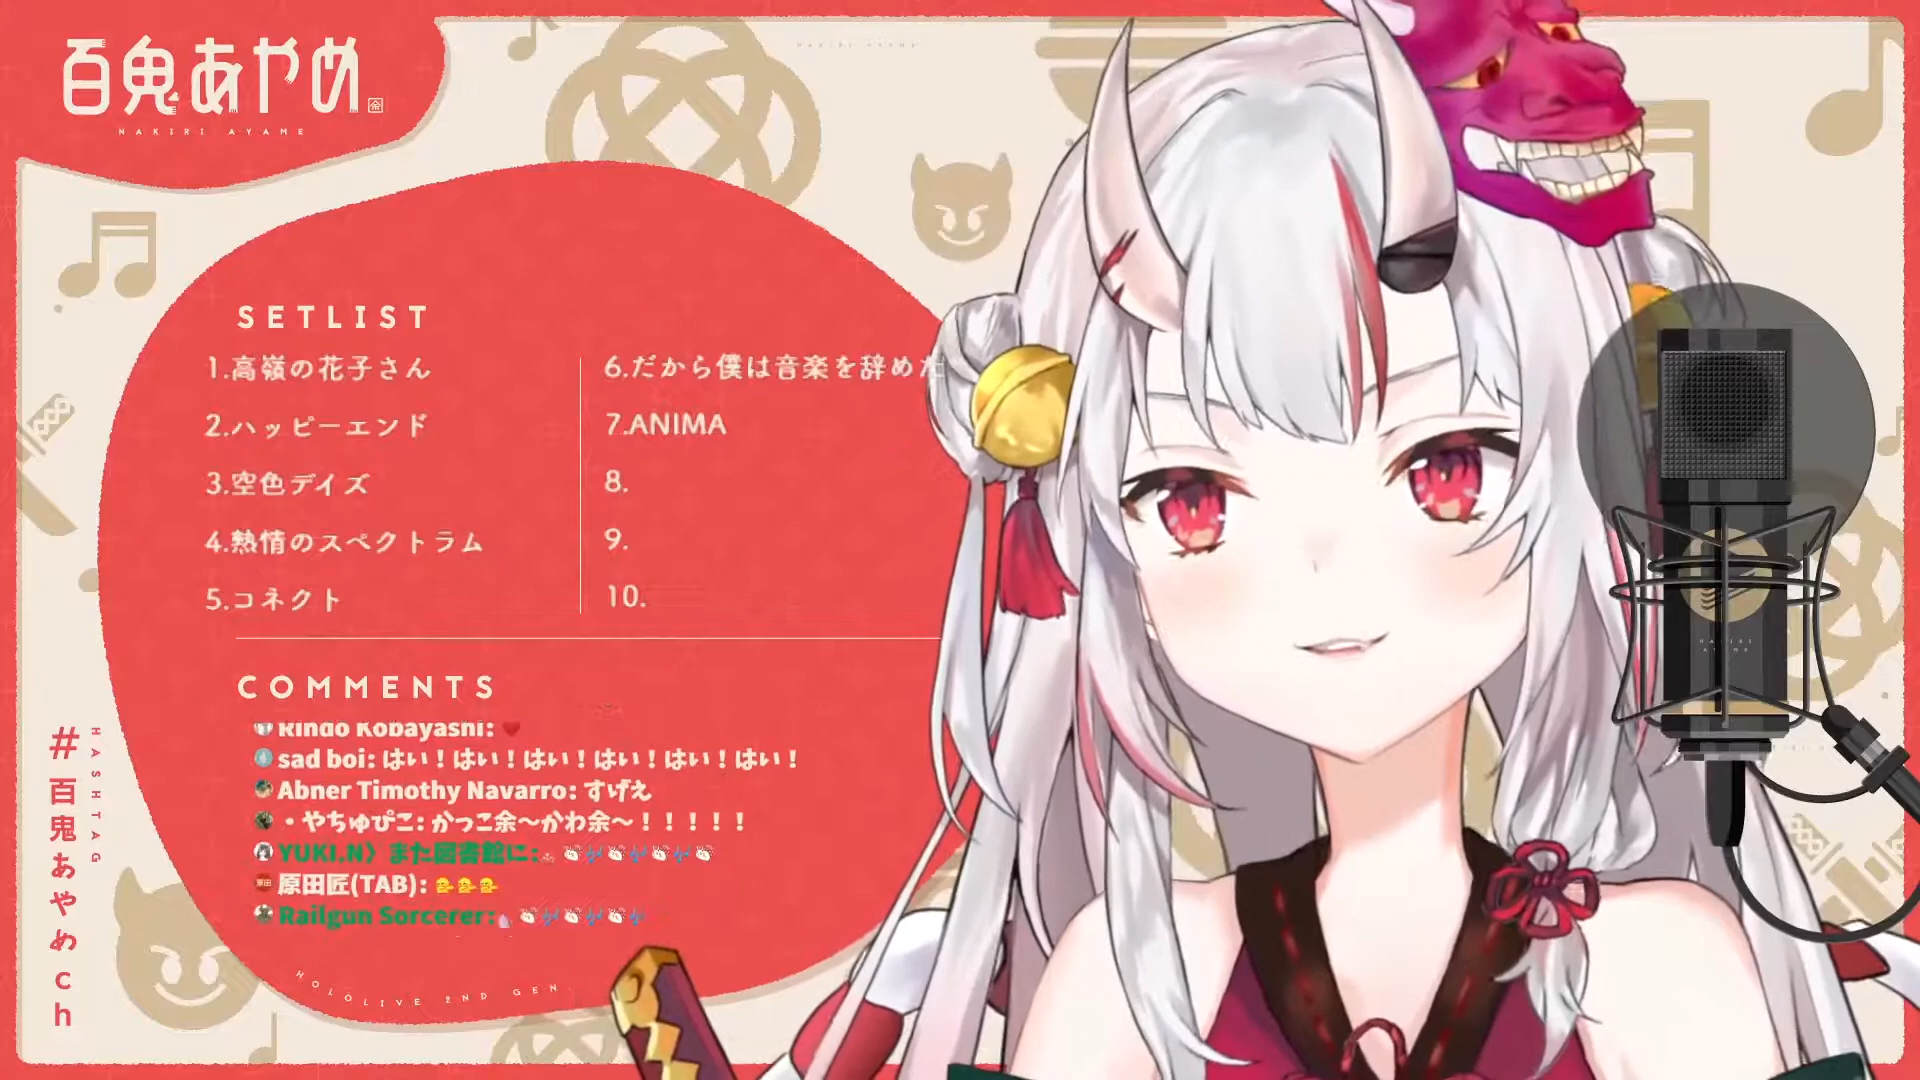 百鬼あやめ
NAKIRI AYAME
NAKIRI AYAME
SETLIST
1.高嶺の花子さん
2.ハッピーエンド
3.空色デイズ
4.熱情のスペクトラム
5.コネクト
6.だから僕は音楽を辞めた
7.ANIMA
8.
9.
10.
COMMENTS
Ringo Kobayashi:
sad boi: はい！はい！はい！はい！はい！はい！
Abner Timothy Navarro: すげえ
・やちゅぴこ: かっこ余～かわ余～！！！！！
YUKI.N〉また図書館に:
原田匠(TAB):
Railgun Sorcerer:
HOLOLIVE 2ND GEN
#百鬼あやめch
HASHTAG
NAKIRI
AYAME